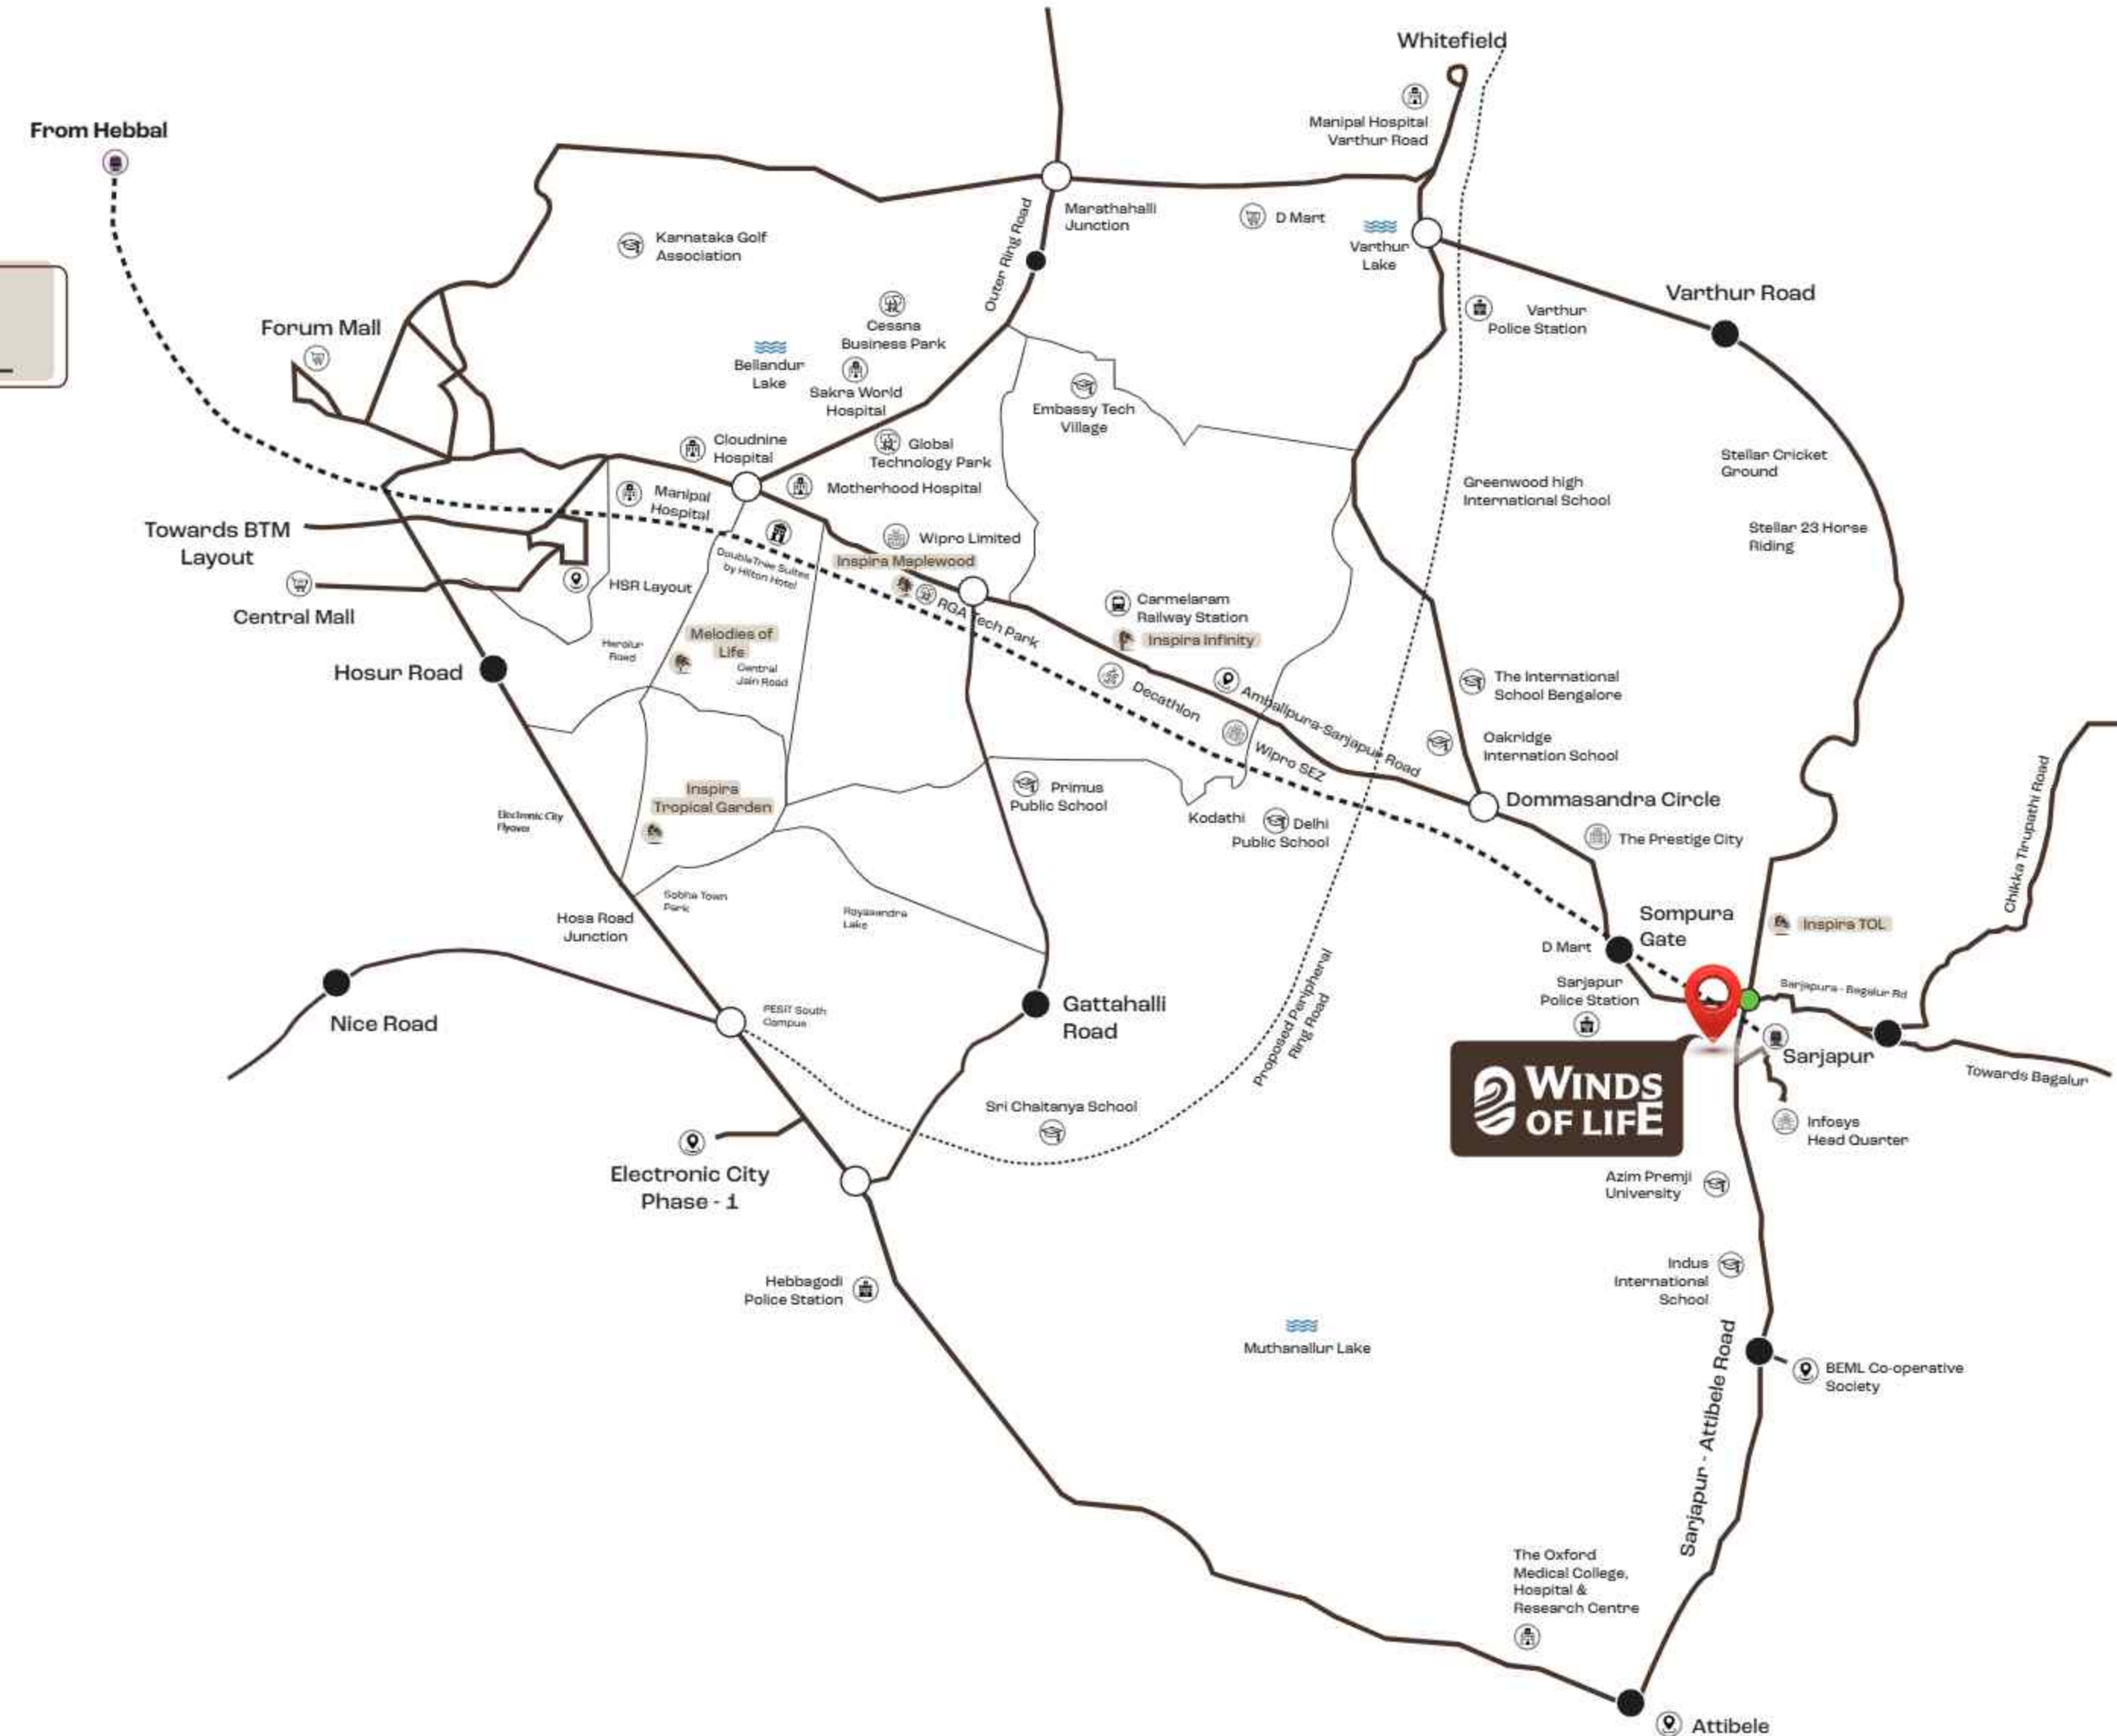 Whitefield
Manipal Hospital
Varthur Road
From Hebbal
Marathahalli
Junction
D Mart
Outer Ring Road
Karnataka Golf
Association
Varthur
Lake
Varthur Road
Varthur
Police Station
Forum Mall
Cessna
Business Park
Bellandur
Lake
Sakra World
Hospital
Embassy Tech
Village
Cloudnine
Hospital
Global
Technology Park
Stellar Cricket
Ground
Motherhood Hospital
Greenwood high
International School
Manipal
Hospital
Towards BTM
Layout
Wipro Limited
Stellar 23 Horse
Riding
DoubleTree Suites
by Hilton Hotel
Inspira Maplewood
HSR Layout
RGA Tech Park
Carmelaram
Railway Station
Central Mall
Inspira Infinity
Melodies of
Life
Road
Central
Jain Road
Hosur Road
Decathlon
Ambalipura-Sarjapur Road
The International
School Bengalore
Wipro SEZ
Oakridge
Internation School
Inspira
Tropical Garden
Primus
Public School
Dommasandra Circle
Kodathi
Delhi
Public School
Electronic City
Flyover
The Prestige City
Chikka Tirupathi Road
Sobha Town
Park
Hosa Road
Junction
Rayasandra
Lake
Sompura
Gate
Inspira TOL
D Mart
Sarjapur
Police Station
Sarjapura - Bagalur Rd
Nice Road
PESIT South
Campus
Gattahalli
Road
Proposed Peripheral
Ring Road
Sarjapur
Towards Bagalur
WINDS
OF LIFE
Sri Chaitanya School
Infosys
Head Quarter
Electronic City
Phase - 1
Azim Premji
University
Hebbagodi
Police Station
Indus
International
School
Muthanallur Lake
Sarjapur - Attibele Road
BEML Co-operative
Society
The Oxford
Medical College,
Hospital &
Research Centre
Attibele